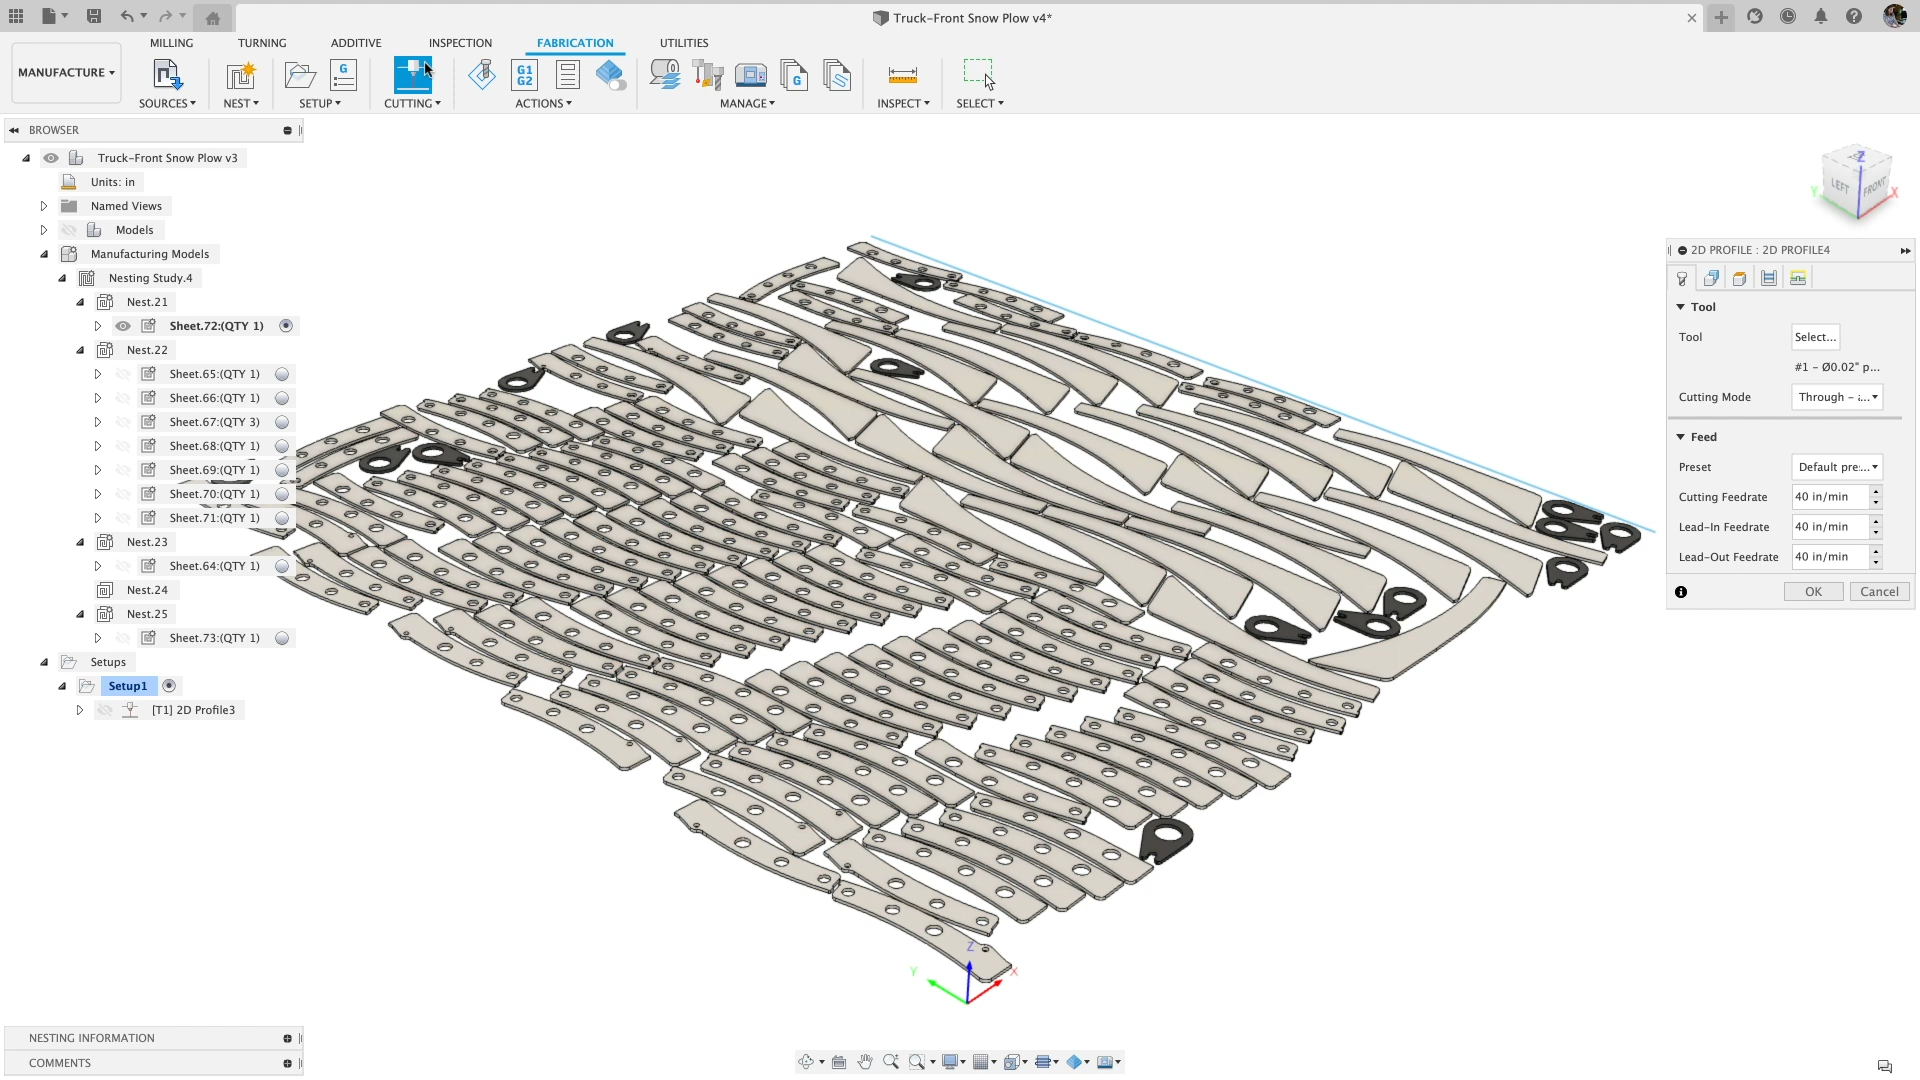 Truck-Front Snow Plow v4*
MILLING TURNING ADDITIVE INSPECTION FABRICATION UTILITIES
MANUFACTURE
G G1 G2 G
SOURCES NEST SETUP CUTTING ACTIONS MANAGE INSPECT SELECT
BROWSER
Truck-Front Snow Plow v3
Units: in
Named Views
Models
Manufacturing Models
Nesting Study.4
Nest.21
Sheet.72:(QTY 1)
Nest.22
Sheet.65:(QTY 1)
Sheet.66:(QTY 1)
Sheet.67:(QTY 3)
Sheet.68:(QTY 1)
Sheet.69:(QTY 1)
Sheet.70:(QTY 1)
Sheet.71:(QTY 1)
Nest.23
Sheet.64:(QTY 1)
Nest.24
Nest.25
Sheet.73:(QTY 1)
Setups
Setup1
[T1] 2D Profile3
Z
LEFT FRONT
Y X
2D PROFILE : 2D PROFILE4
Tool
Tool Select...
#1 - Ø0.02" p...
Cutting Mode Through - ...
Feed
Preset Default pre...
Cutting Feedrate 40 in/min
Lead-In Feedrate 40 in/min
Lead-Out Feedrate 40 in/min
OK Cancel
Z
Y X
NESTING INFORMATION
COMMENTS